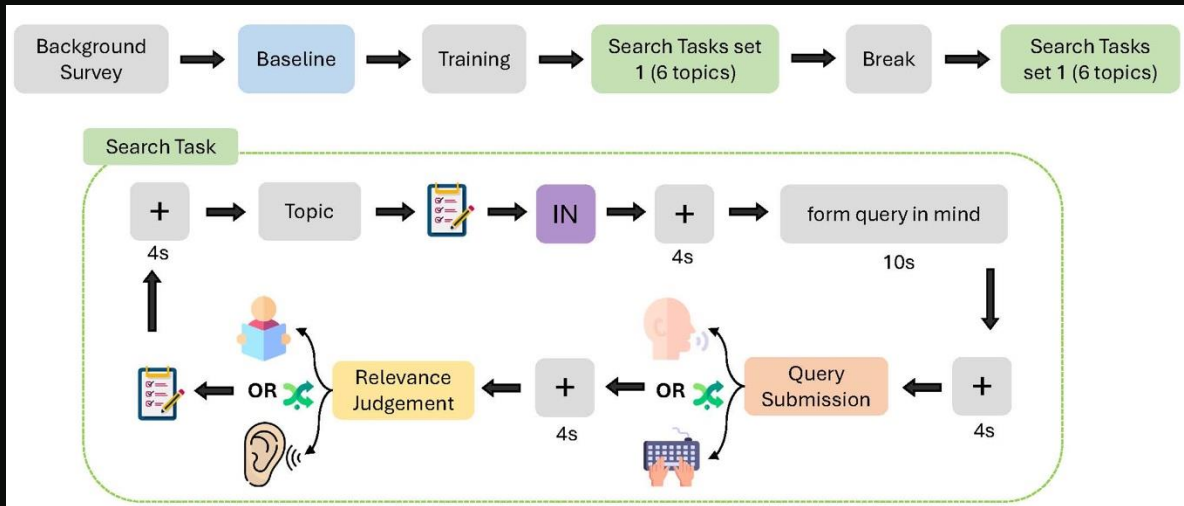 Background
Survey
Baseline
Training
Search Tasks set
1 (6 topics)
Break
Search Tasks
set 1 (6 topics)
Search Task
+
4s
Topic
IN
+
4s
form query in mind
10s
+
4s
Query
Submission
OR
+
4s
Relevance
Judgement
OR